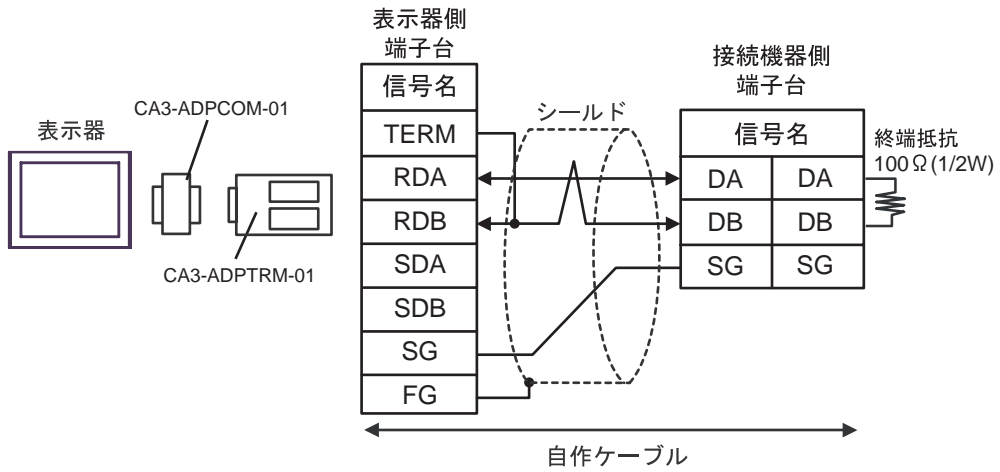 表示器
CA3-ADPCOM-01
CA3-ADPTRM-01
表示器側
端子台
信号名
TERM
RDA
RDB
SDA
SDB
SG
FG
シールド
接続機器側
端子台
信号名
DA DA
DB DB
SG SG
終端抵抗
100Ω(1/2W)
自作ケーブル